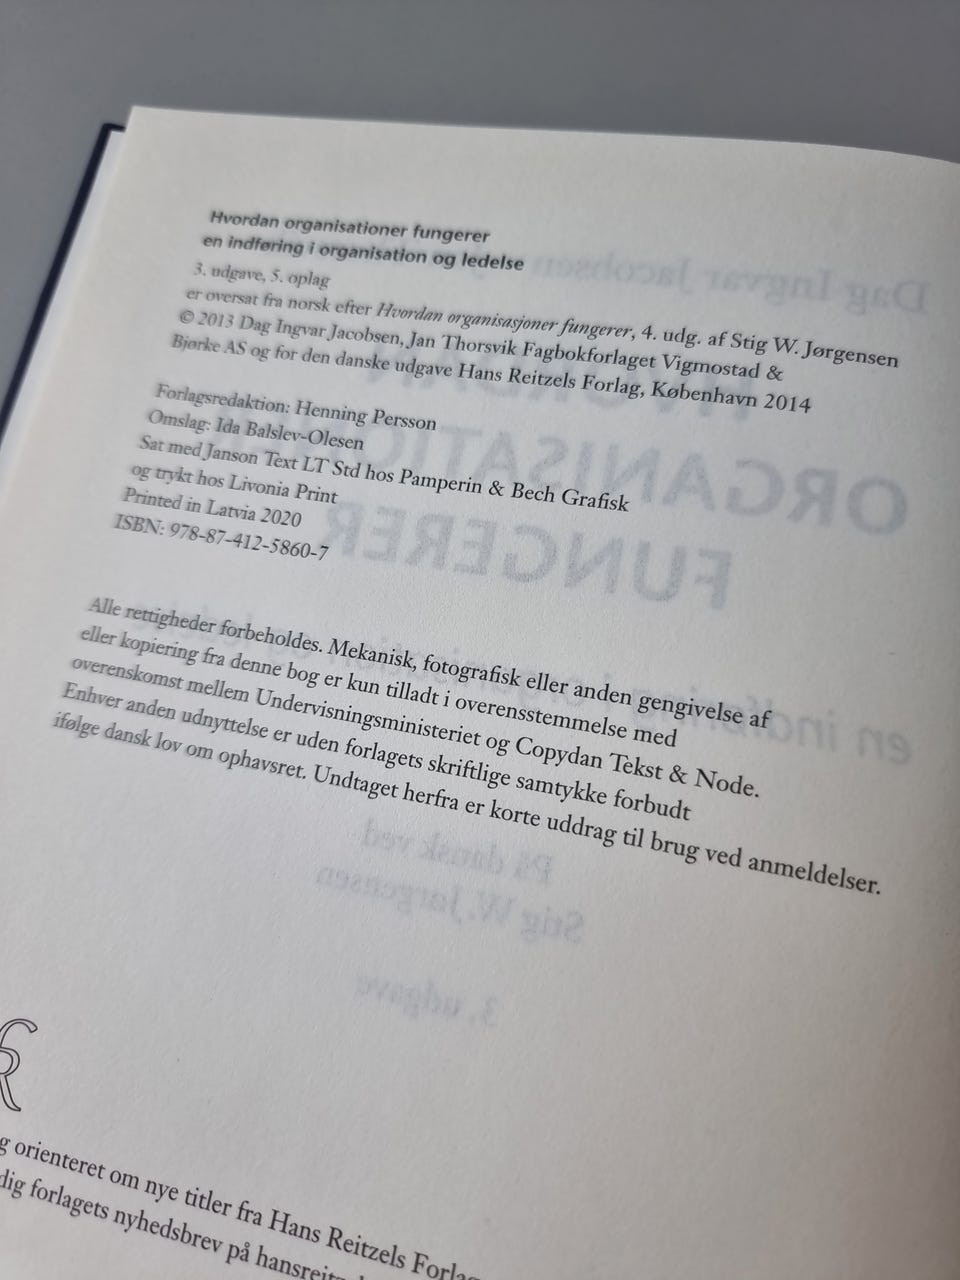 Hvordan organisationer fungerer
en indføring i organisation og ledelse
3. udgave, 5. oplag
er oversat fra norsk efter Hvordan organisasjoner fungerer, 4. udg. af Stig W. Jørgensen
© 2013 Dag Ingvar Jacobsen, Jan Thorsvik Fagbokforlaget Vigmostad &
Bjørke AS og for den danske udgave Hans Reitzels Forlag, København 2014
Forlagsredaktion: Henning Persson
Omslag: Ida Balslev-Olesen
Sat med Janson Text LT Std hos Pamperin & Bech Grafisk
og trykt hos Livonia Print
Printed in Latvia 2020
ISBN: 978-87-412-5860-7
Alle rettigheder forbeholdes. Mekanisk, fotografisk eller anden gengivelse af
eller kopiering fra denne bog er kun tilladt i overensstemmelse med
overenskomst mellem Undervisningsministeriet og Copydan Tekst & Node.
Enhver anden udnyttelse er uden forlagets skriftlige samtykke forbudt
ifølge dansk lov om ophavsret. Undtaget herfra er korte uddrag til brug ved anmeldelser.
g orienteret om nye titler fra Hans Reitzels Forla
dig forlagets nyhedsbrev på hansreitz